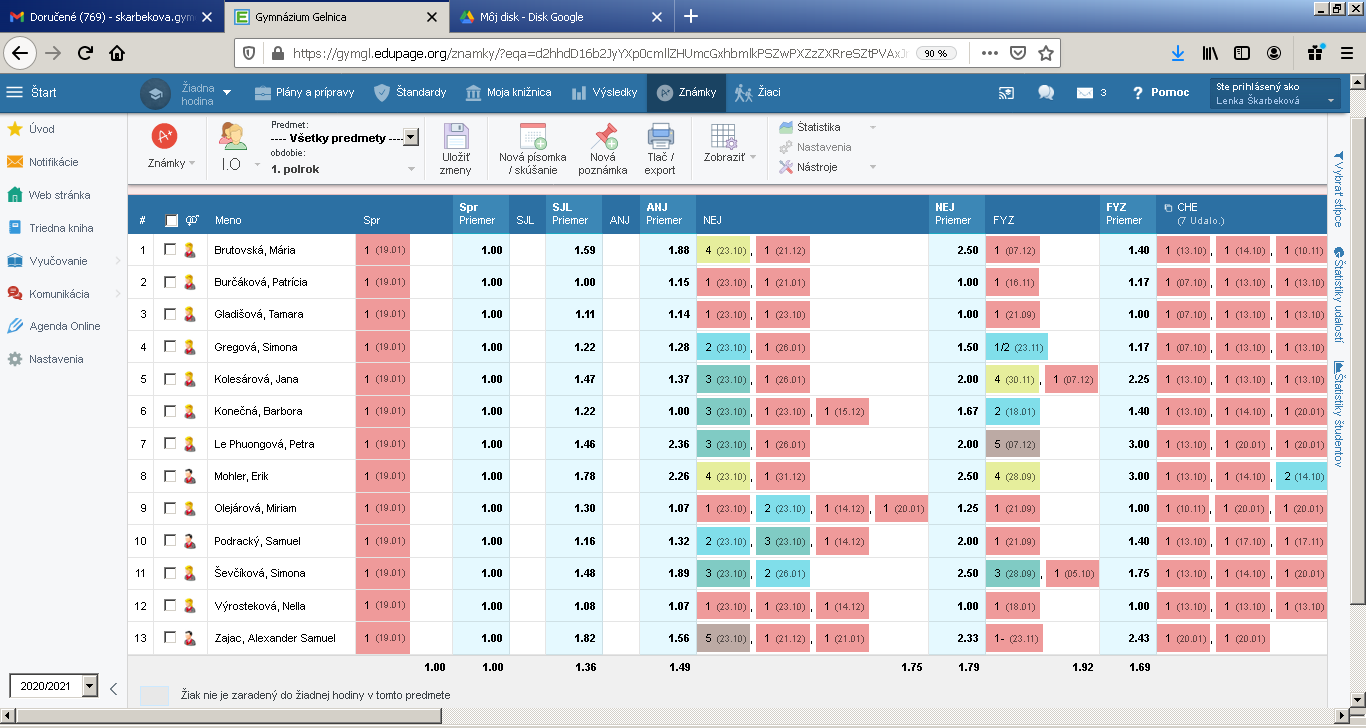 Doručené (769) - skarbekova.gym
Gymnázium Gelnica
Môj disk - Disk Google
https://gymgl.edupage.org/znamky/?eqa=d2hhdD16b2JyYXp0cmllZHUmcGxhbmlkPSZwPXZzZXRreSZtPVAxJ
90 %
Štart
Žiadna hodina
Plány a prípravy
Štandardy
Moja knižnica
Výsledky
Známky
Žiaci
3
? Pomoc
Ste prihlásený ako
Lenka Škarbeková
Úvod
Notifikácie
Web stránka
Triedna kniha
Vyučovanie
Komunikácia
Agenda Online
Nastavenia
2020/2021
Známky
I.O
Predmet:
---- Všetky predmety ----
obdobie:
1. polrok
Uložiť zmeny
Nová písomka / skúšanie
Nová poznámka
Tlač / export
Zobraziť
Štatistika
Nastavenia
Nástroje
Vybrať stĺpce
Štatistiky udalostí
Štatistiky študentov
# Meno Spr Spr Priemer SJL SJL Priemer ANJ ANJ Priemer NEJ NEJ Priemer FYZ FYZ Priemer CHE (7 Udalo.)
1 Brutovská, Mária 1 (19.01) 1.00 1.59 1.88 4 (23.10), 1 (21.12) 2.50 1 (07.12) 1.40 1 (13.10), 1 (14.10), 1 (10.11)
2 Burčáková, Patrícia 1 (19.01) 1.00 1.00 1.15 1 (23.10), 1 (21.01) 1.00 1 (16.11) 1.17 1 (07.10), 1 (13.10), 1 (13.10)
3 Gladišová, Tamara 1 (19.01) 1.00 1.11 1.14 1 (23.10), 1 (23.10) 1.00 1 (21.09) 1.00 1 (07.10), 1 (13.10), 1 (13.10)
4 Gregová, Simona 1 (19.01) 1.00 1.22 1.28 2 (23.10), 1 (26.01) 1.50 1/2 (23.11) 1.17 1 (07.10), 1 (13.10), 1 (13.10)
5 Kolesárová, Jana 1 (19.01) 1.00 1.47 1.37 3 (23.10), 1 (26.01) 2.00 4 (30.11), 1 (07.12) 2.25 1 (13.10), 1 (13.10), 1 (13.10)
6 Konečná, Barbora 1 (19.01) 1.00 1.22 1.00 3 (23.10), 1 (23.10), 1 (15.12) 1.67 2 (18.01) 1.40 1 (13.10), 1 (14.10), 1 (20.01)
7 Le Phuongová, Petra 1 (19.01) 1.00 1.46 2.36 3 (23.10), 1 (26.01) 2.00 5 (07.12) 3.00 1 (13.10), 1 (20.01), 1 (20.01)
8 Mohler, Erik 1 (19.01) 1.00 1.78 2.26 4 (23.10), 1 (31.12) 2.50 4 (28.09) 3.00 1 (13.10), 1 (14.10), 2 (14.10)
9 Olejárová, Miriam 1 (19.01) 1.00 1.30 1.07 1 (23.10), 2 (23.10), 1 (14.12), 1 (20.01) 1.25 1 (21.09) 1.00 1 (10.11), 1 (20.01), 1 (20.01)
10 Podracký, Samuel 1 (19.01) 1.00 1.16 1.32 2 (23.10), 3 (23.10), 1 (14.12) 2.00 1 (21.09) 1.40 1 (13.10), 1 (17.10), 1 (17.11)
11 Ševčíková, Simona 1 (19.01) 1.00 1.48 1.89 3 (23.10), 2 (26.01) 2.50 3 (28.09), 1 (05.10) 1.75 1 (13.10), 1 (14.10), 1 (20.01)
12 Výrosteková, Nella 1 (19.01) 1.00 1.08 1.07 1 (23.10), 1 (23.10), 1 (14.12) 1.00 1 (18.01) 1.00 1 (13.10), 1 (13.10), 1 (13.10)
13 Zajac, Alexander Samuel 1 (19.01) 1.00 1.82 1.56 5 (23.10), 1 (21.12), 1 (21.01) 2.33 1- (23.11) 2.43 1 (20.01), 1 (20.01)
1.00 1.00 1.36 1.49 1.75 1.79 1.92 1.69
Žiak nie je zaradený do žiadnej hodiny v tomto predmete